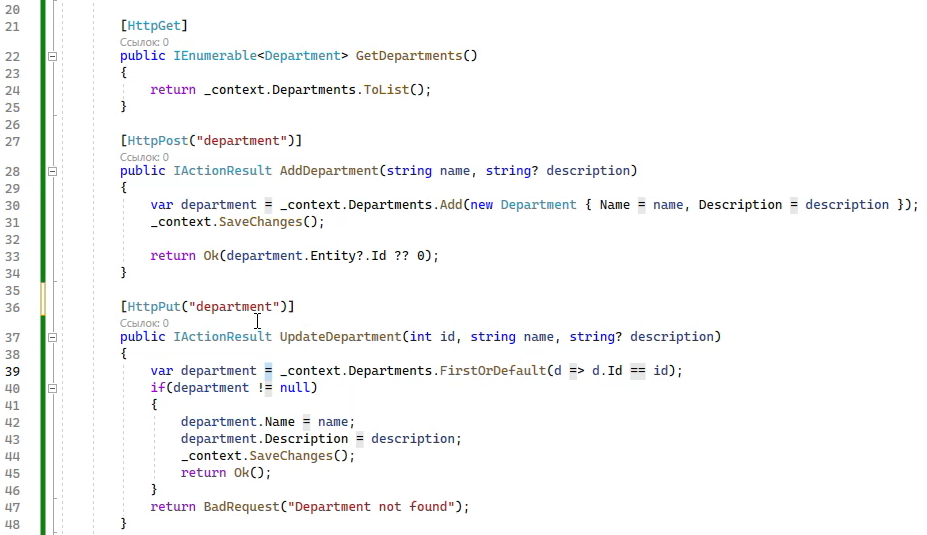 20
21 [HttpGet]
Ссылок: 0
22 public IEnumerable<Department> GetDepartments()
23 {
24 return _context.Departments.ToList();
25 }
26
27 [HttpPost("department")]
Ссылок: 0
28 public IActionResult AddDepartment(string name, string? description)
29 {
30 var department = _context.Departments.Add(new Department { Name = name, Description = description });
31 _context.SaveChanges();
32
33 return Ok(department.Entity?.Id ?? 0);
34 }
35
36 [HttpPut("department")]
Ссылок: 0
37 public IActionResult UpdateDepartment(int id, string name, string? description)
38 {
39 var department = _context.Departments.FirstOrDefault(d => d.Id == id);
40 if(department != null)
41 {
42 department.Name = name;
43 department.Description = description;
44 _context.SaveChanges();
45 return Ok();
46 }
47 return BadRequest("Department not found");
48 }